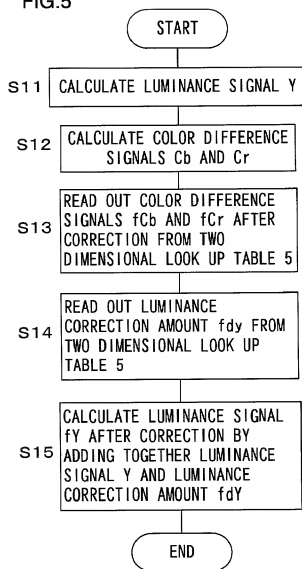 FIG.5
START
S11 CALCULATE LUMINANCE SIGNAL Y
S12 CALCULATE COLOR DIFFERENCE
SIGNALS Cb AND Cr
READ OUT COLOR DIFFERENCE
SIGNALS fCb AND fCr AFTER
S13 CORRECTION FROM TWO
DIMENSIONAL LOOK UP TABLE 5
READ OUT LUMINANCE
S14 CORRECTION AMOUNT fdy FROM
TWO DIMENSIONAL LOOK UP
TABLE 5
CALCULATE LUMINANCE SIGNAL
fY AFTER CORRECTION BY
S15 ADDING TOGETHER LUMINANCE
SIGNAL Y AND LUMINANCE
CORRECTION AMOUNT fdY
END